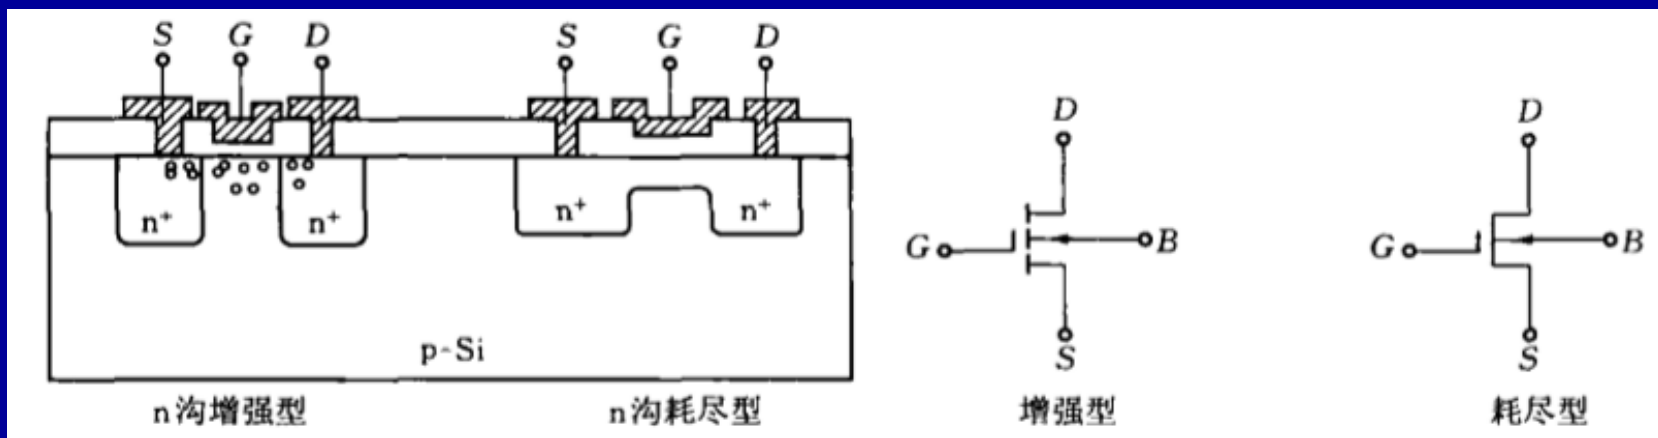 S G D S G D
D D
n⁺ n⁺ n⁺ n⁺
G B G B
p-Si
S S
n沟增强型 n沟耗尽型 增强型 耗尽型